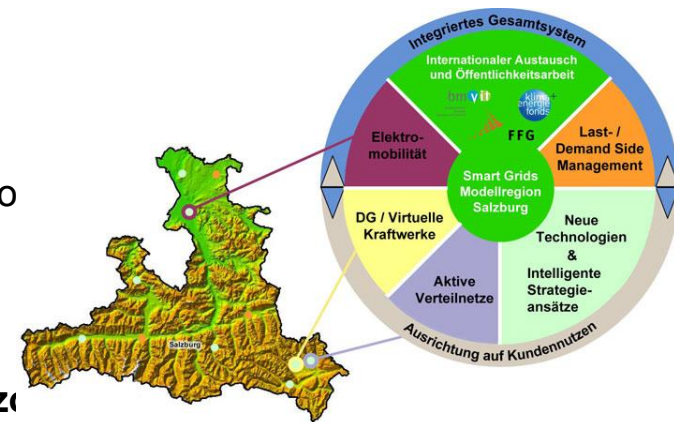 Integriertes Gesamtsystem
Internationaler Austausch
und Öffentlichkeitsarbeit
bmvit
klima+
energie
fonds
FFG
Elektro-
mobilität
Last- /
Demand Side
Management
Smart Grids
Modellregion
Salzburg
DG / Virtuelle
Kraftwerke
Neue
Technologien
&
Intelligente
Strategie-
ansätze
Aktive
Verteilnetze
Ausrichtung auf Kundennutzen
Salzburg